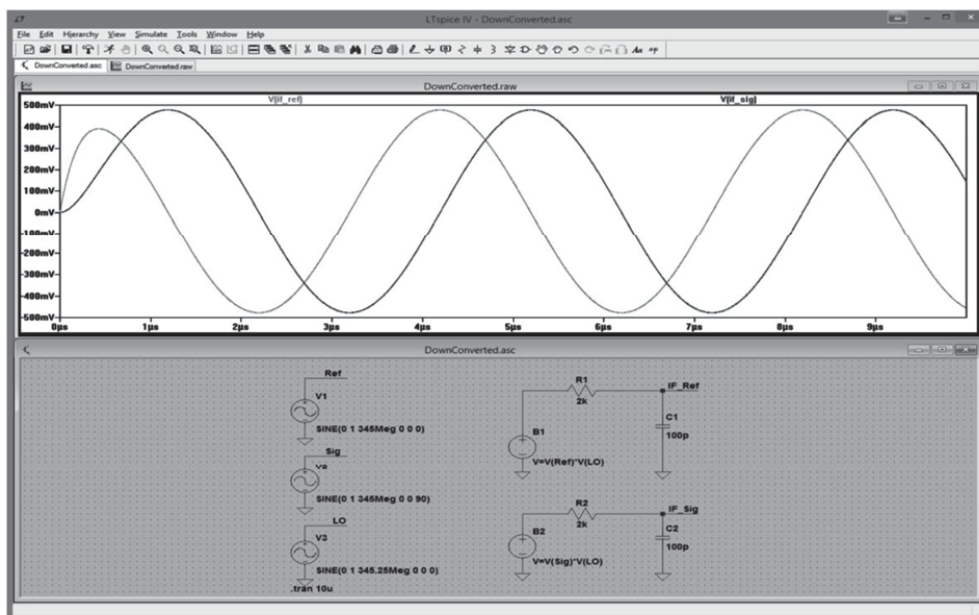 LTspice IV - DownConverted.asc
File Edit Hierarchy View Simulate Tools Window Help
DownConverted.asc DownConverted.raw
DownConverted.raw
V(if_ref) V(if_sig)
500mV
400mV
300mV
200mV
100mV
0mV
-100mV
-200mV
-300mV
-400mV
-500mV
0µs 1µs 2µs 3µs 4µs 5µs 6µs 7µs 8µs 9µs
DownConverted.asc
Ref
V1
SINE(0 1 345Meg 0 0 0)
Sig
V2
SINE(0 1 345Meg 0 0 90)
LO
V3
SINE(0 1 345.25Meg 0 0 0)
.tran 10u
R1
2k
IF_Ref
C1
100p
B1
V=V(Ref)*V(LO)
R2
2k
IF_Sig
C2
100p
B2
V=V(Sig)*V(LO)